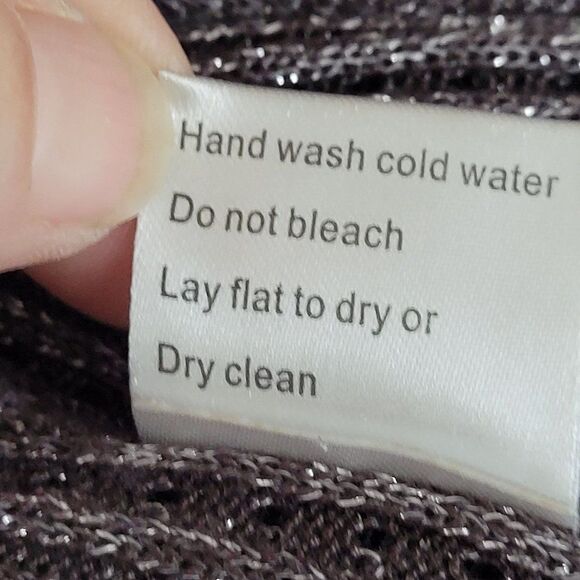 Hand wash cold water
Do not bleach
Lay flat to dry or
Dry clean